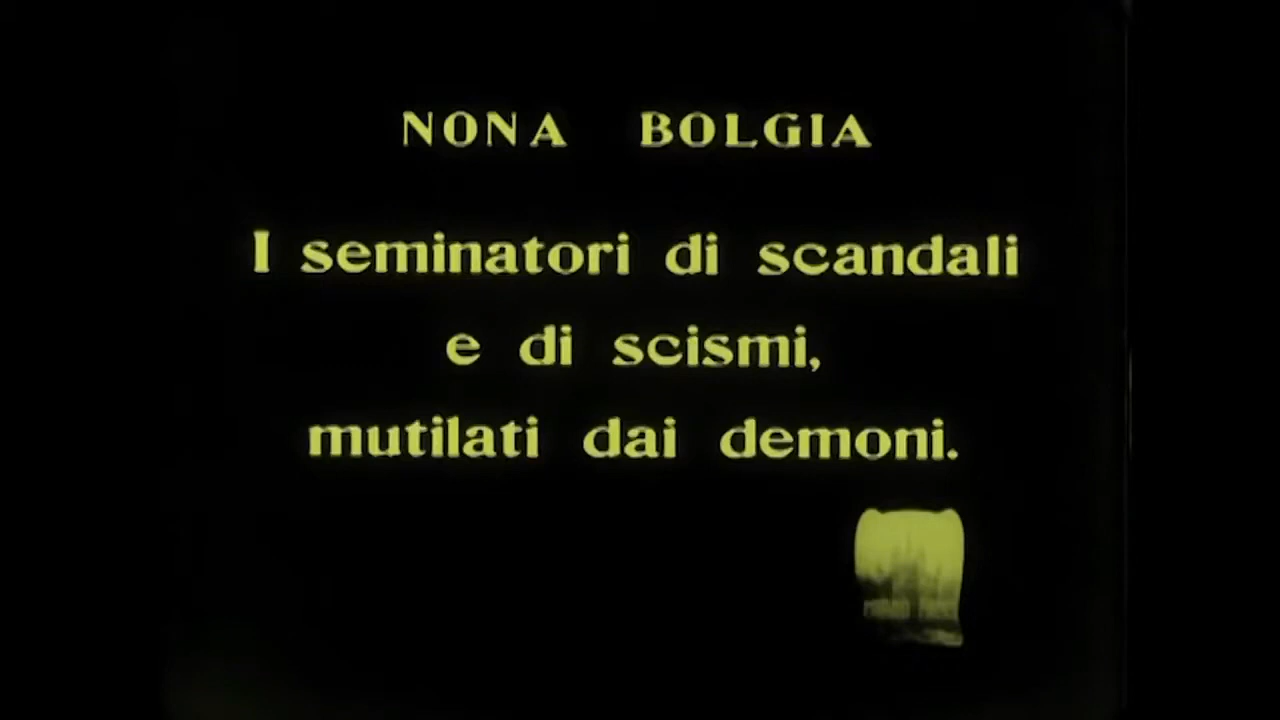 NONA BOLGIA
I seminatori di scandali
e di scismi,
mutilati dai demoni.